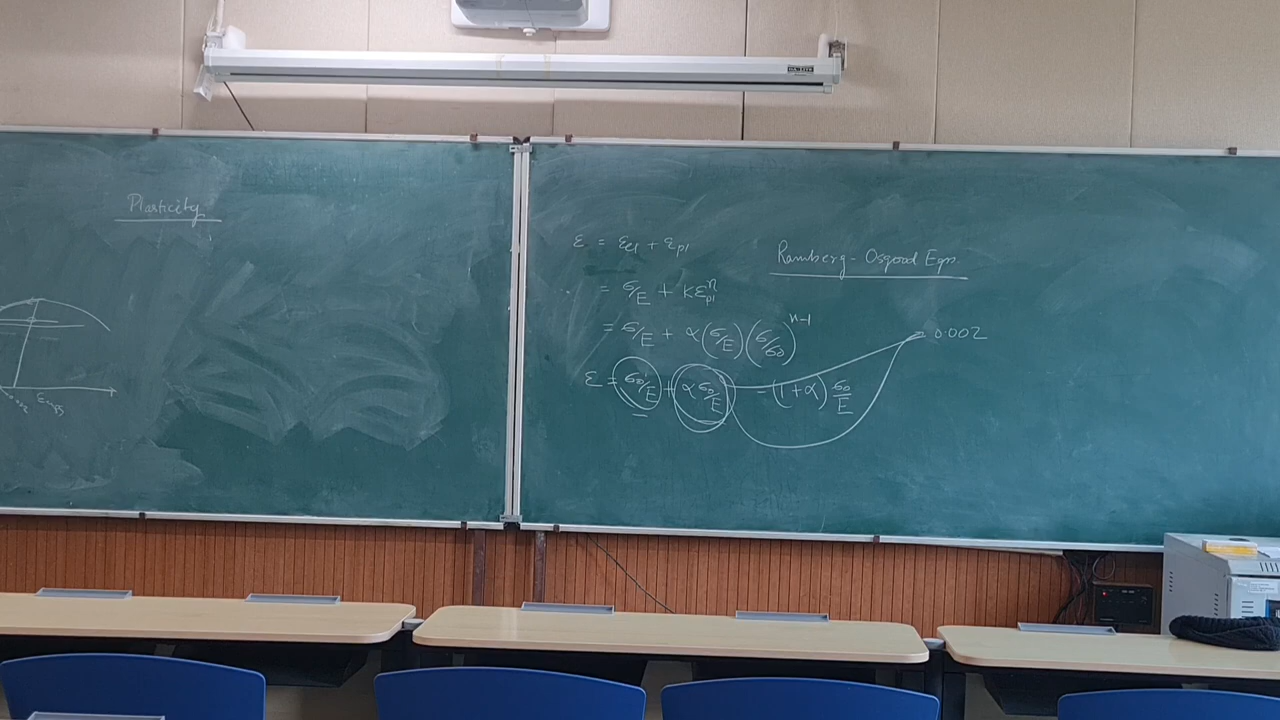 Plasticity
Ramberg-Osgood Eqn.
ε = εel + εpl
= σ/E + Kεpl^n
= σ/E + α(σ/E)(σ/σ0)^n-1
0.002
ε = σ0/E + ασ0/E = (1+α) σ0/E